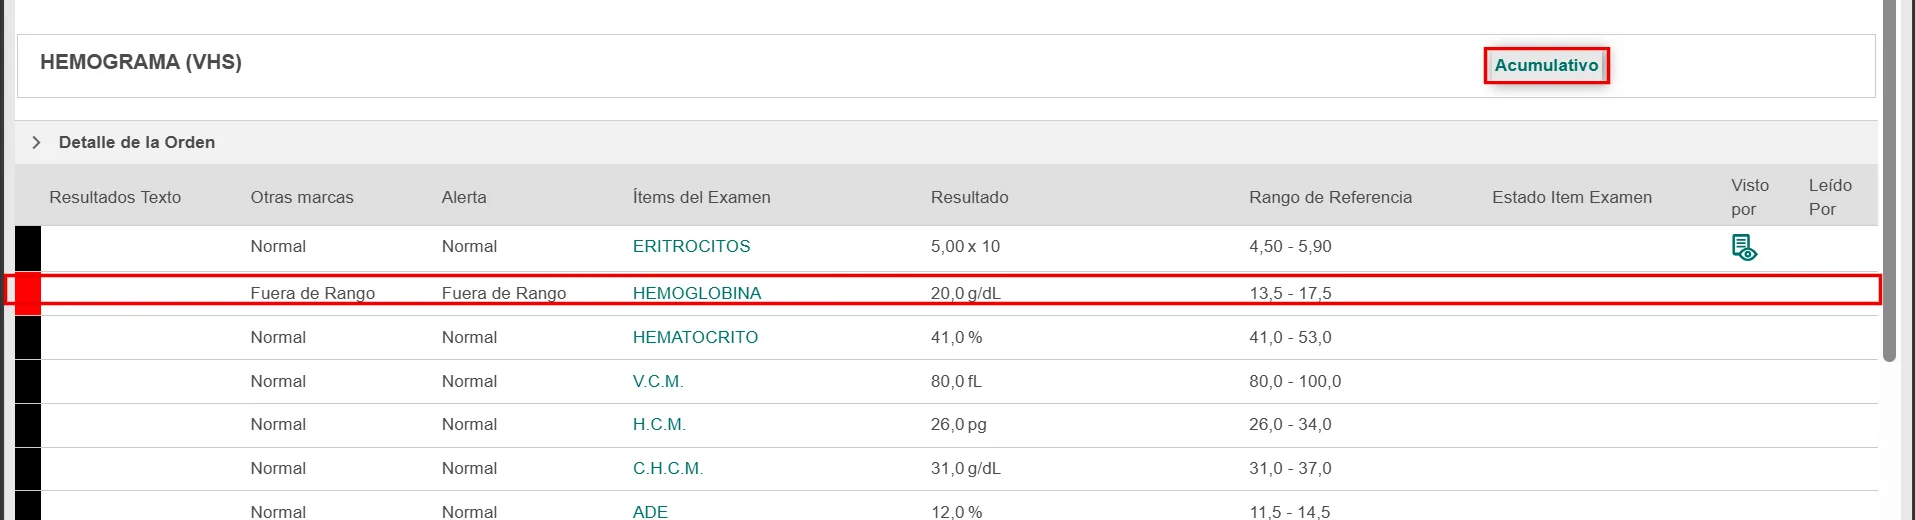 HEMOGRAMA (VHS)
Acumulativo
Detalle de la Orden
Resultados Texto Otras marcas Alerta Ítems del Examen Resultado Rango de Referencia Estado Item Examen Visto por Leído Por
Normal Normal ERITROCITOS 5,00 x 10 4,50 - 5,90
Fuera de Rango Fuera de Rango HEMOGLOBINA 20,0 g/dL 13,5 - 17,5
Normal Normal HEMATOCRITO 41,0 % 41,0 - 53,0
Normal Normal V.C.M. 80,0 fL 80,0 - 100,0
Normal Normal H.C.M. 26,0 pg 26,0 - 34,0
Normal Normal C.H.C.M. 31,0 g/dL 31,0 - 37,0
Normal Normal ADE 12,0 % 11,5 - 14,5